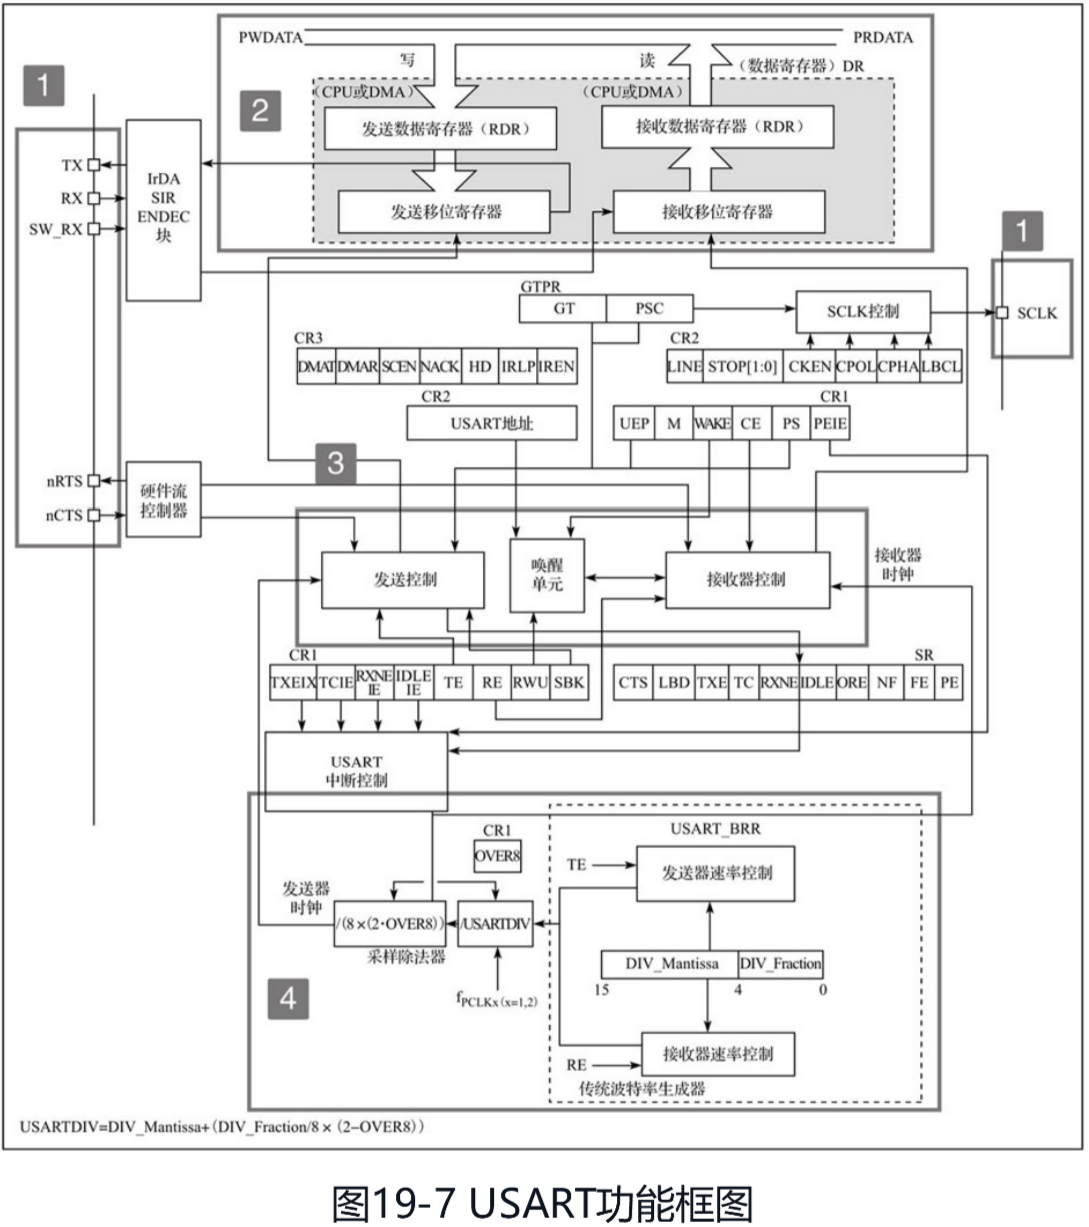 PWDATA
PRDATA
写
读
(数据寄存器) DR
1
2
(CPU或DMA)
(CPU或DMA)
发送数据寄存器 (RDR)
接收数据寄存器 (RDR)
TX
RX
SW_RX
IrDA
SIR
ENDEC
块
发送移位寄存器
接收移位寄存器
1
GTPR
GT
PSC
SCLK控制
SCLK
CR3
DMAT DMAR SCEN NACK HD IRLP IREN
CR2
LINE STOP[1:0] CKEN CPOL CPHA LBCL
CR2
USART地址
CR1
UEP M WAKE CE PS PEIE
3
nRTS
nCTS
硬件流
控制器
发送控制
唤醒
单元
接收器控制
接收器
时钟
CR1
TXEIX TCIE RXNE IE IDLE IE TE RE RWU SBK
SR
CTS LBD TXE TC RXNE IDLE ORE NF FE PE
USART
中断控制
CR1
OVER8
USART_BRR
TE
发送器速率控制
发送器
时钟
/(8×(2·OVER8))
/USARTDIV
采样除法器
DIV_Mantissa DIV_Fraction
15 4 0
4
fPCLKx(x=1,2)
RE
接收器速率控制
传统波特率生成器
USARTDIV=DIV_Mantissa+(DIV_Fraction/8×(2−OVER8))
图19-7 USART功能框图